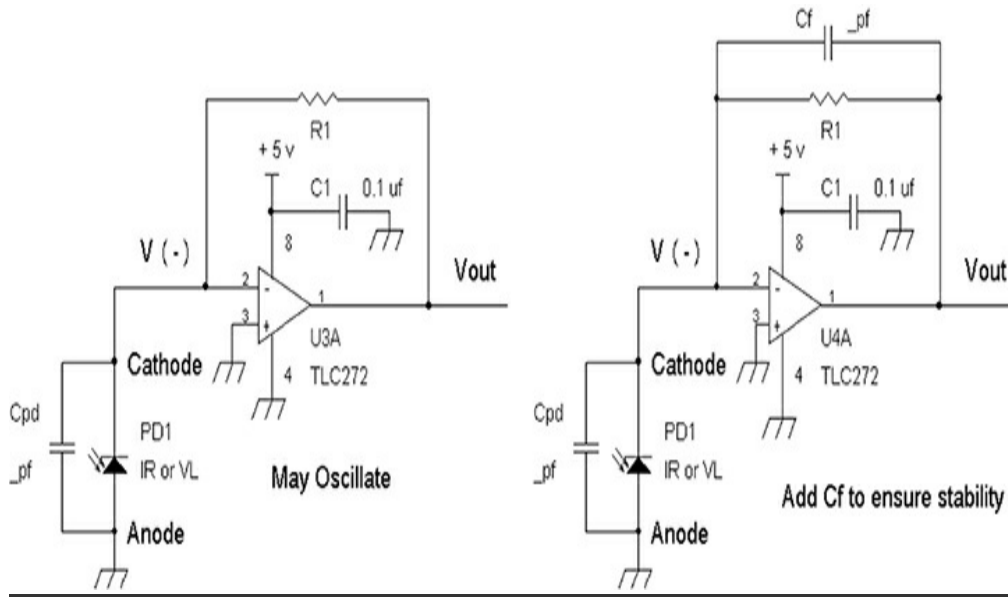 R1
+ 5 v
C1 0.1 uf
8
V (-)
Vout
2
-
1
3
+
U3A
TLC272
4
Cathode
Cpd
_pf
PD1
IR or VL
May Oscillate
Anode
Cf _pf
R1
+ 5 v
C1 0.1 uf
8
V (-)
Vout
2
-
1
3
+
U4A
TLC272
4
Cathode
Cpd
_pf
PD1
IR or VL
Add Cf to ensure stability
Anode